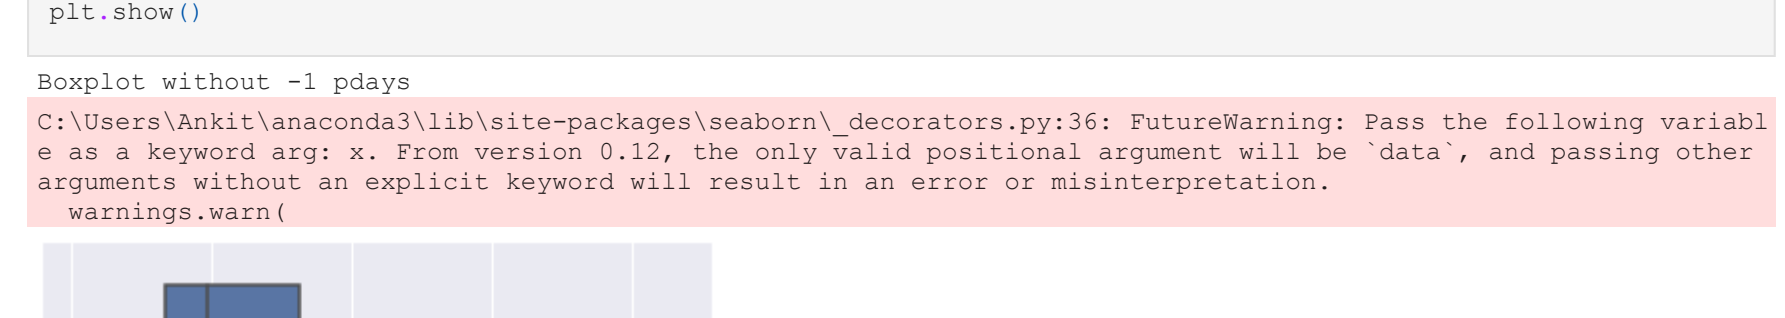 plt.show()
Boxplot without -1 pdays
C:\Users\Ankit\anaconda3\lib\site-packages\seaborn\_decorators.py:36: FutureWarning: Pass the following variabl
e as a keyword arg: x. From version 0.12, the only valid positional argument will be `data`, and passing other
arguments without an explicit keyword will result in an error or misinterpretation.
  warnings.warn(